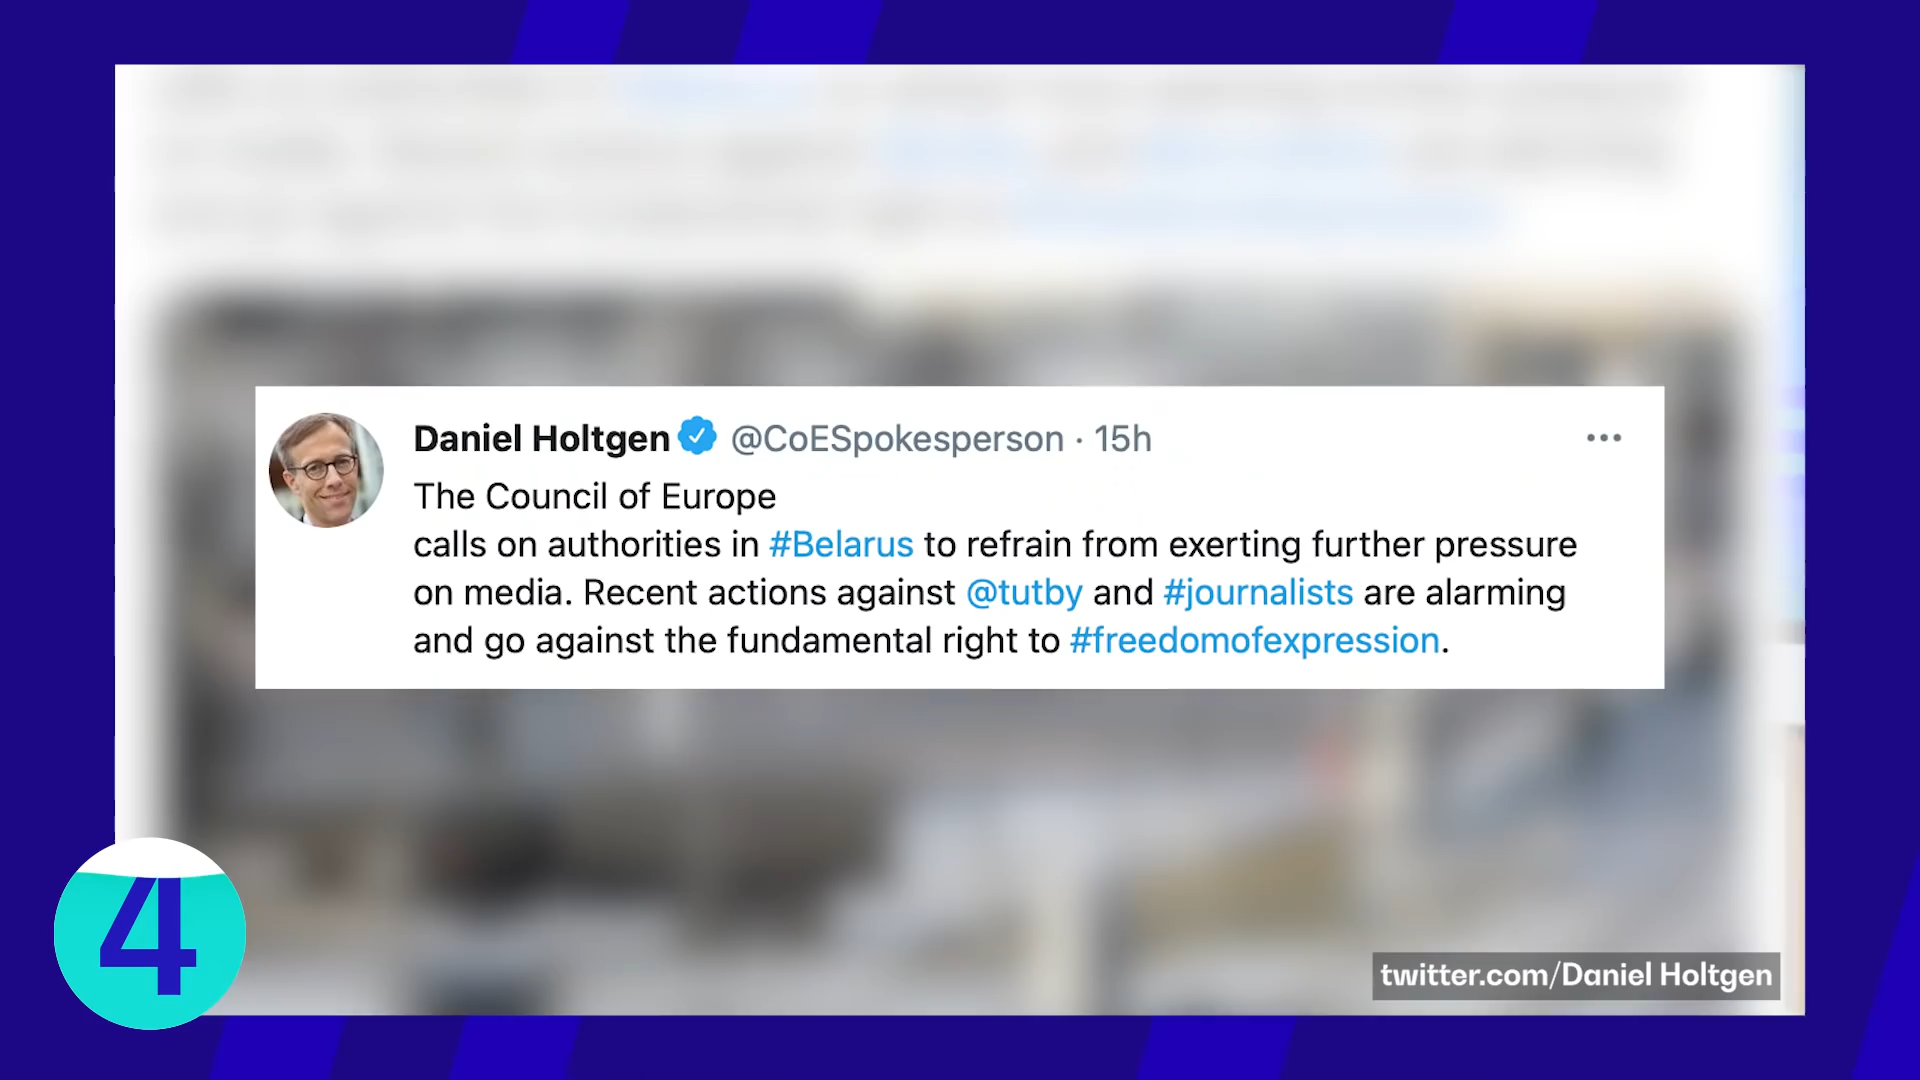 Daniel Holtgen @CoESpokesperson · 15h
The Council of Europe
calls on authorities in #Belarus to refrain from exerting further pressure
on media. Recent actions against @tutby and #journalists are alarming
and go against the fundamental right to #freedomofexpression.
4
twitter.com/Daniel Holtgen